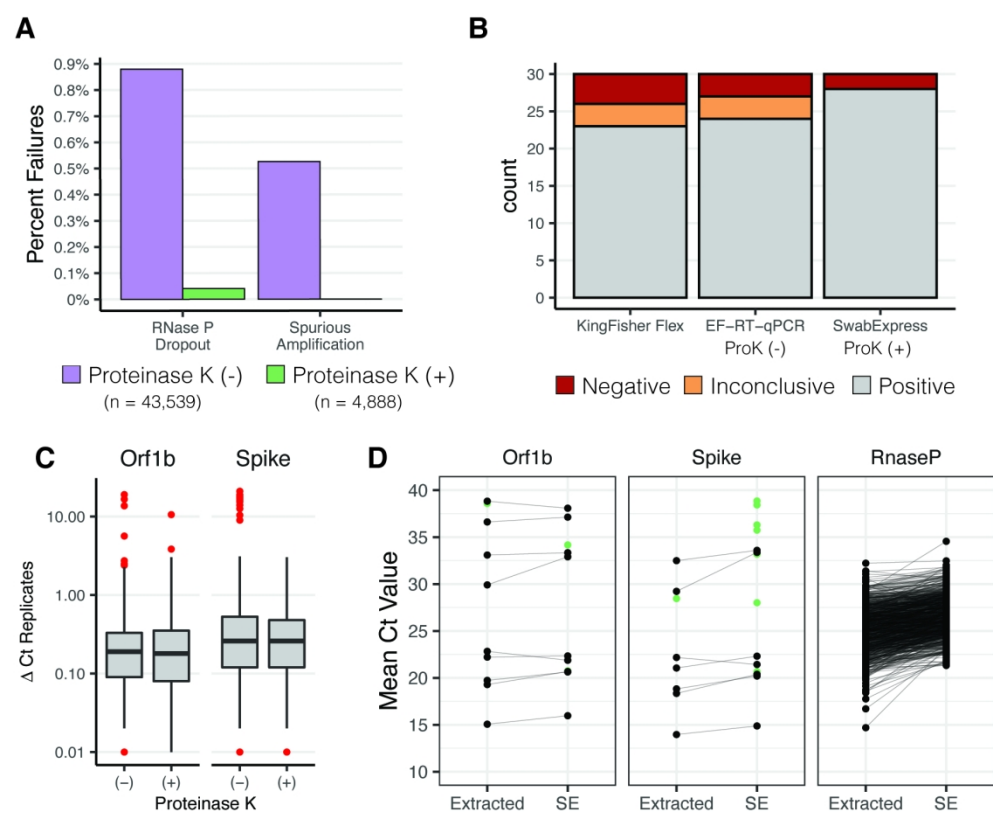 A
Percent Failures
0.9%
0.8%
0.7%
0.6%
0.5%
0.4%
0.3%
0.2%
0.1%
0%
RNase P
Dropout
Spurious
Amplification
Proteinase K (-)
(n = 43,539)
Proteinase K (+)
(n = 4,888)
B
count
30
25
20
15
10
5
0
KingFisher Flex
EF-RT-qPCR
ProK (-)
SwabExpress
ProK (+)
Negative
Inconclusive
Positive
C
Orf1b
Spike
Δ Ct Replicates
10.00
1.00
0.10
0.01
(-)
(+)
(-)
(+)
Proteinase K
D
Orf1b
Spike
RnaseP
Mean Ct Value
40
35
30
25
20
15
10
Extracted
SE
Extracted
SE
Extracted
SE